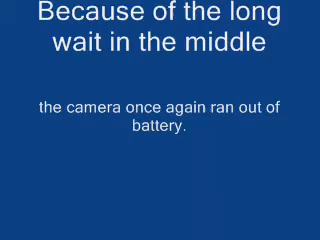 Because of the long
wait in the middle
the camera once again ran out of
battery.